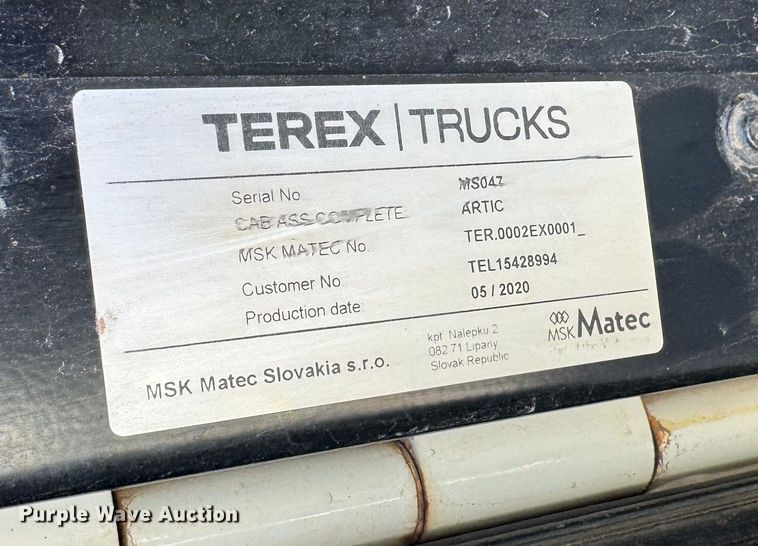 TEREX | TRUCKS
Serial No MS047
CAB ASS COMPLETE ARTIC
MSK MATEC No. TER.0002EX0001_
Customer No TEL15428994
Production date: 05 / 2020
MSK Matec Slovakia s.r.o.
kpt Nalepku 2
082 71 Lipany
Slovak Republic
MSK Matec
Purple Wave Auction